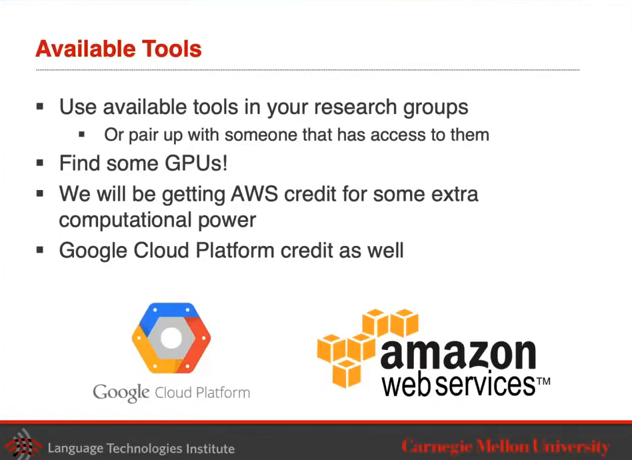 Available Tools
▪ Use available tools in your research groups
▪ Or pair up with someone that has access to them
▪ Find some GPUs!
▪ We will be getting AWS credit for some extra
computational power
▪ Google Cloud Platform credit as well
Google Cloud Platform
amazon
web services™
Language Technologies Institute
Carnegie Mellon University